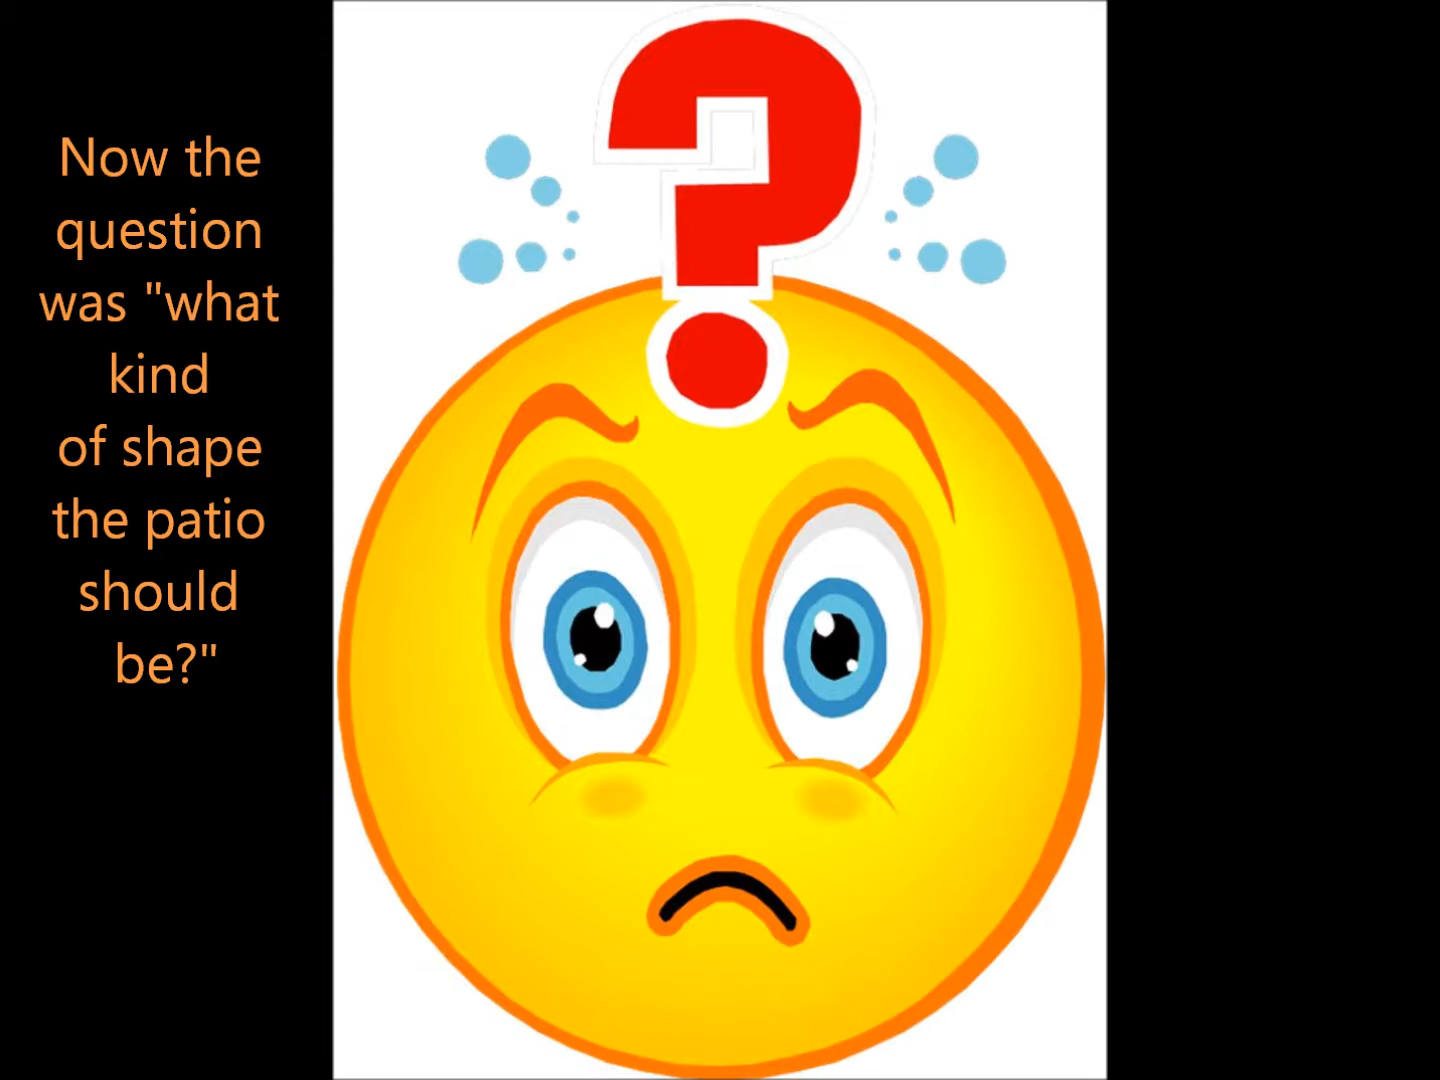 Now the
question
was "what
kind
of shape
the patio
should
be?"
?